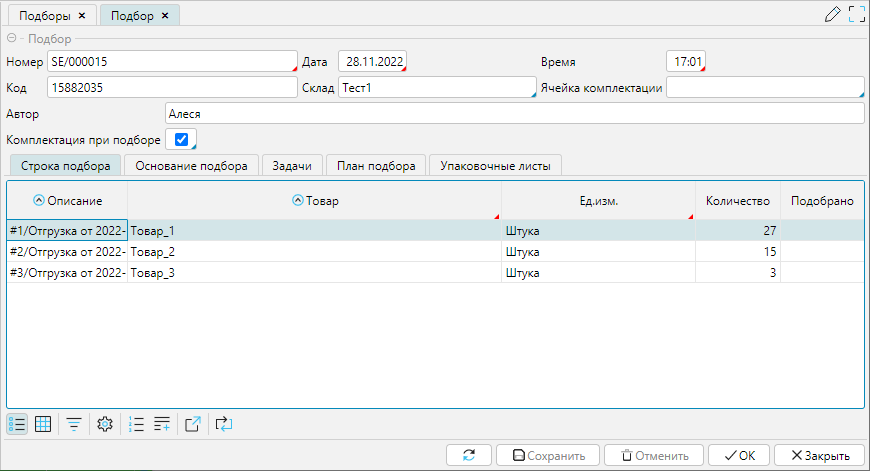 Подборы × Подбор ×
Подбор
Номер SE/000015 Дата 28.11.2022 Время 17:01
Код 15882035 Склад Тест1 Ячейка комплектации
Автор Алеся
Комплектация при подборе
Строка подбора Основание подбора Задачи План подбора Упаковочные листы
Описание Товар Ед.изм. Количество Подобрано
#1/Отгрузка от 2022- Товар_1 Штука 27
#2/Отгрузка от 2022- Товар_2 Штука 15
#3/Отгрузка от 2022- Товар_3 Штука 3
Сохранить Отменить OK Закрыть